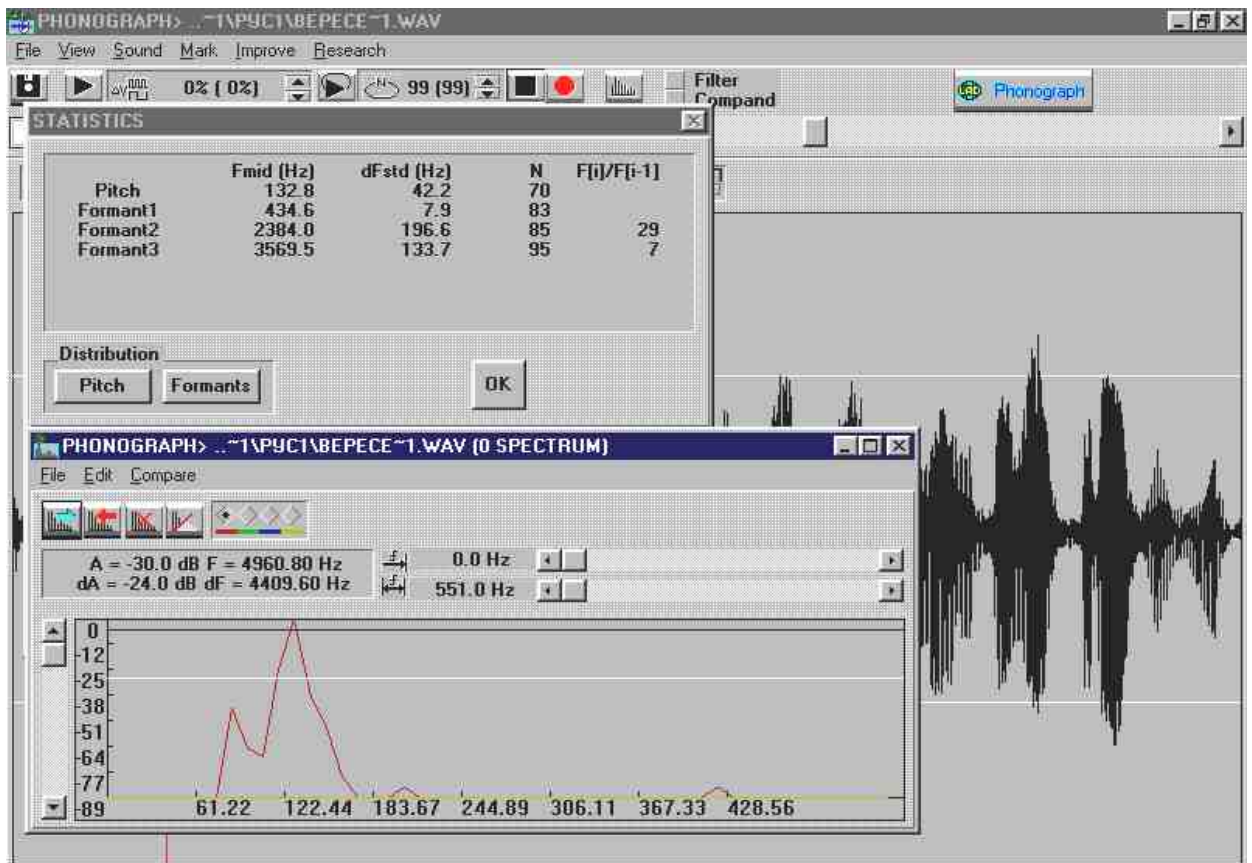 PHONOGRAPH> ..~1\РУС1\ВЕРЕСЕ~1.WAV
File View Sound Mark Improve Research
0% ( 0%) N 99 (99) Filter
Compand
Phonograph
STATISTICS
Fmid (Hz) dFstd (Hz) N F[i]/F[i-1]
Pitch 132.8 42.2 70
Formant1 434.6 7.9 83
Formant2 2384.0 196.6 85 29
Formant3 3569.5 133.7 95 7
Distribution
Pitch Formants OK
PHONOGRAPH> ..~1\РУС1\ВЕРЕСЕ~1.WAV (0 SPECTRUM)
File Edit Compare
A = -30.0 dB F = 4960.80 Hz
dA = -24.0 dB dF = 4409.60 Hz
f 0.0 Hz
f 551.0 Hz
0
-12
-25
-38
-51
-64
-77
-89
61.22 122.44 183.67 244.89 306.11 367.33 428.56